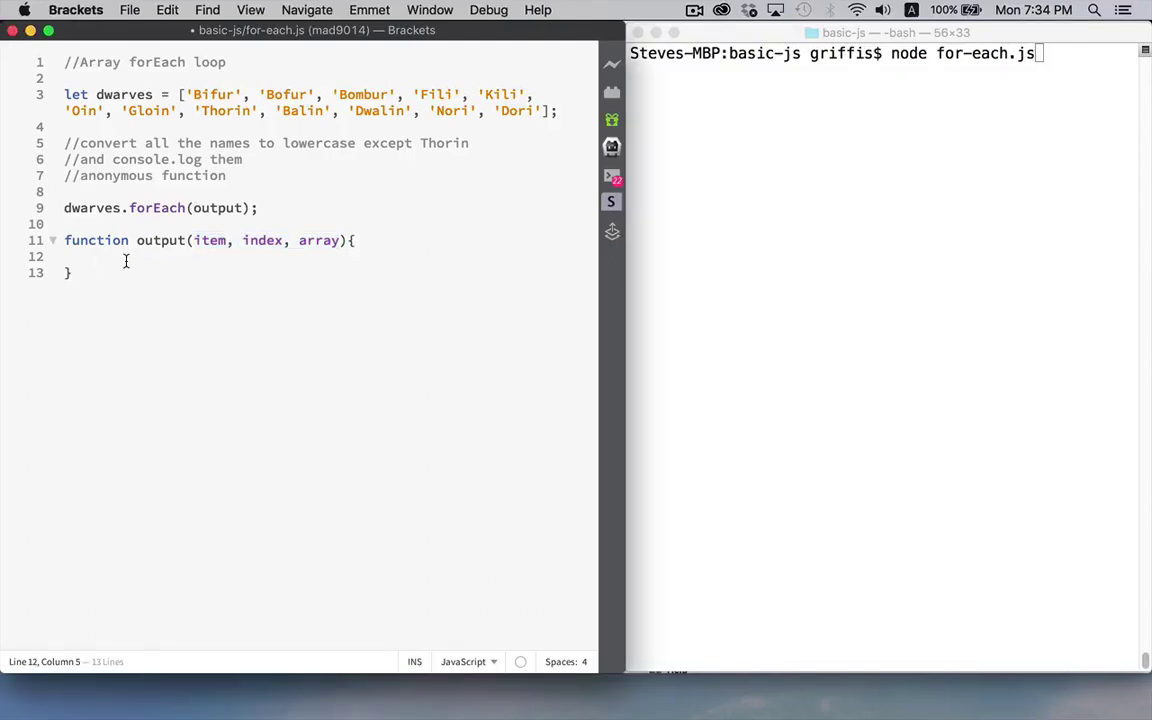 Brackets File Edit Find View Navigate Emmet Window Debug Help A 100% Mon 7:34 PM
• basic-js/for-each.js (mad9014) — Brackets
basic-js — -bash — 56×33
Steves-MBP:basic-js griffis$ node for-each.js
1 //Array forEach loop
2
3 let dwarves = ['Bifur', 'Bofur', 'Bombur', 'Fili', 'Kili',
'Oin', 'Gloin', 'Thorin', 'Balin', 'Dwalin', 'Nori', 'Dori'];
4
5 //convert all the names to lowercase except Thorin
6 //and console.log them
7 //anonymous function
8
9 dwarves.forEach(output);
10
11 function output(item, index, array){
12
13 }
22
S
Line 12, Column 5 — 13 Lines INS JavaScript Spaces: 4